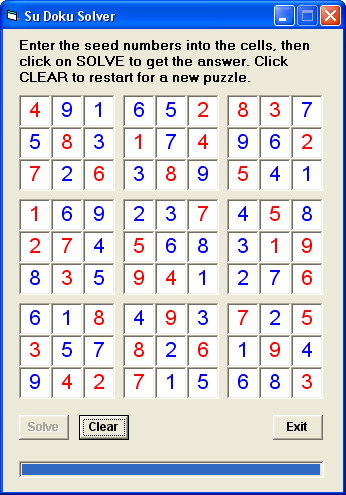 Su Doku Solver
Enter the seed numbers into the cells, then
click on SOLVE to get the answer. Click
CLEAR to restart for a new puzzle.
4 9 1 6 5 2 8 3 7
5 8 3 1 7 4 9 6 2
7 2 6 3 8 9 5 4 1
1 6 9 2 3 7 4 5 8
2 7 4 5 6 8 3 1 9
8 3 5 9 4 1 2 7 6
6 1 8 4 9 3 7 2 5
3 5 7 8 2 6 1 9 4
9 4 2 7 1 5 6 8 3
Solve Clear Exit